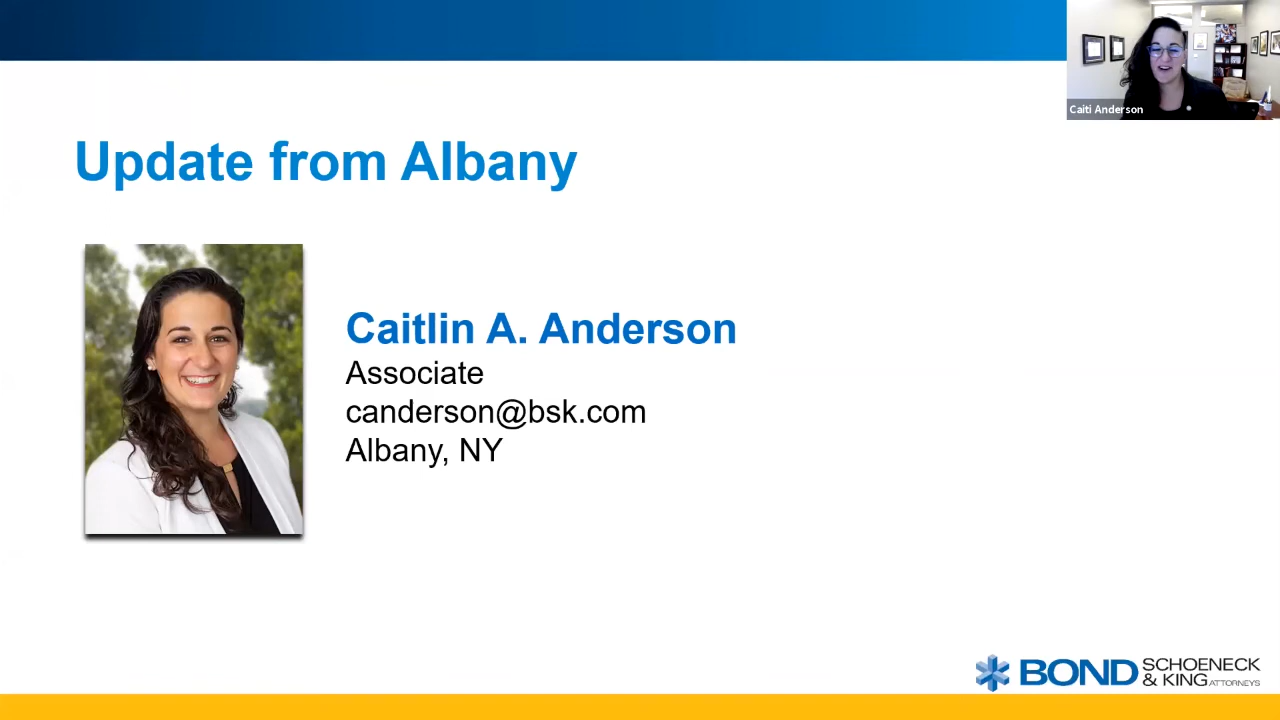 Caiti Anderson
Update from Albany
Caitlin A. Anderson
Associate
canderson@bsk.com
Albany, NY
BOND SCHOENECK
& KING ATTORNEYS